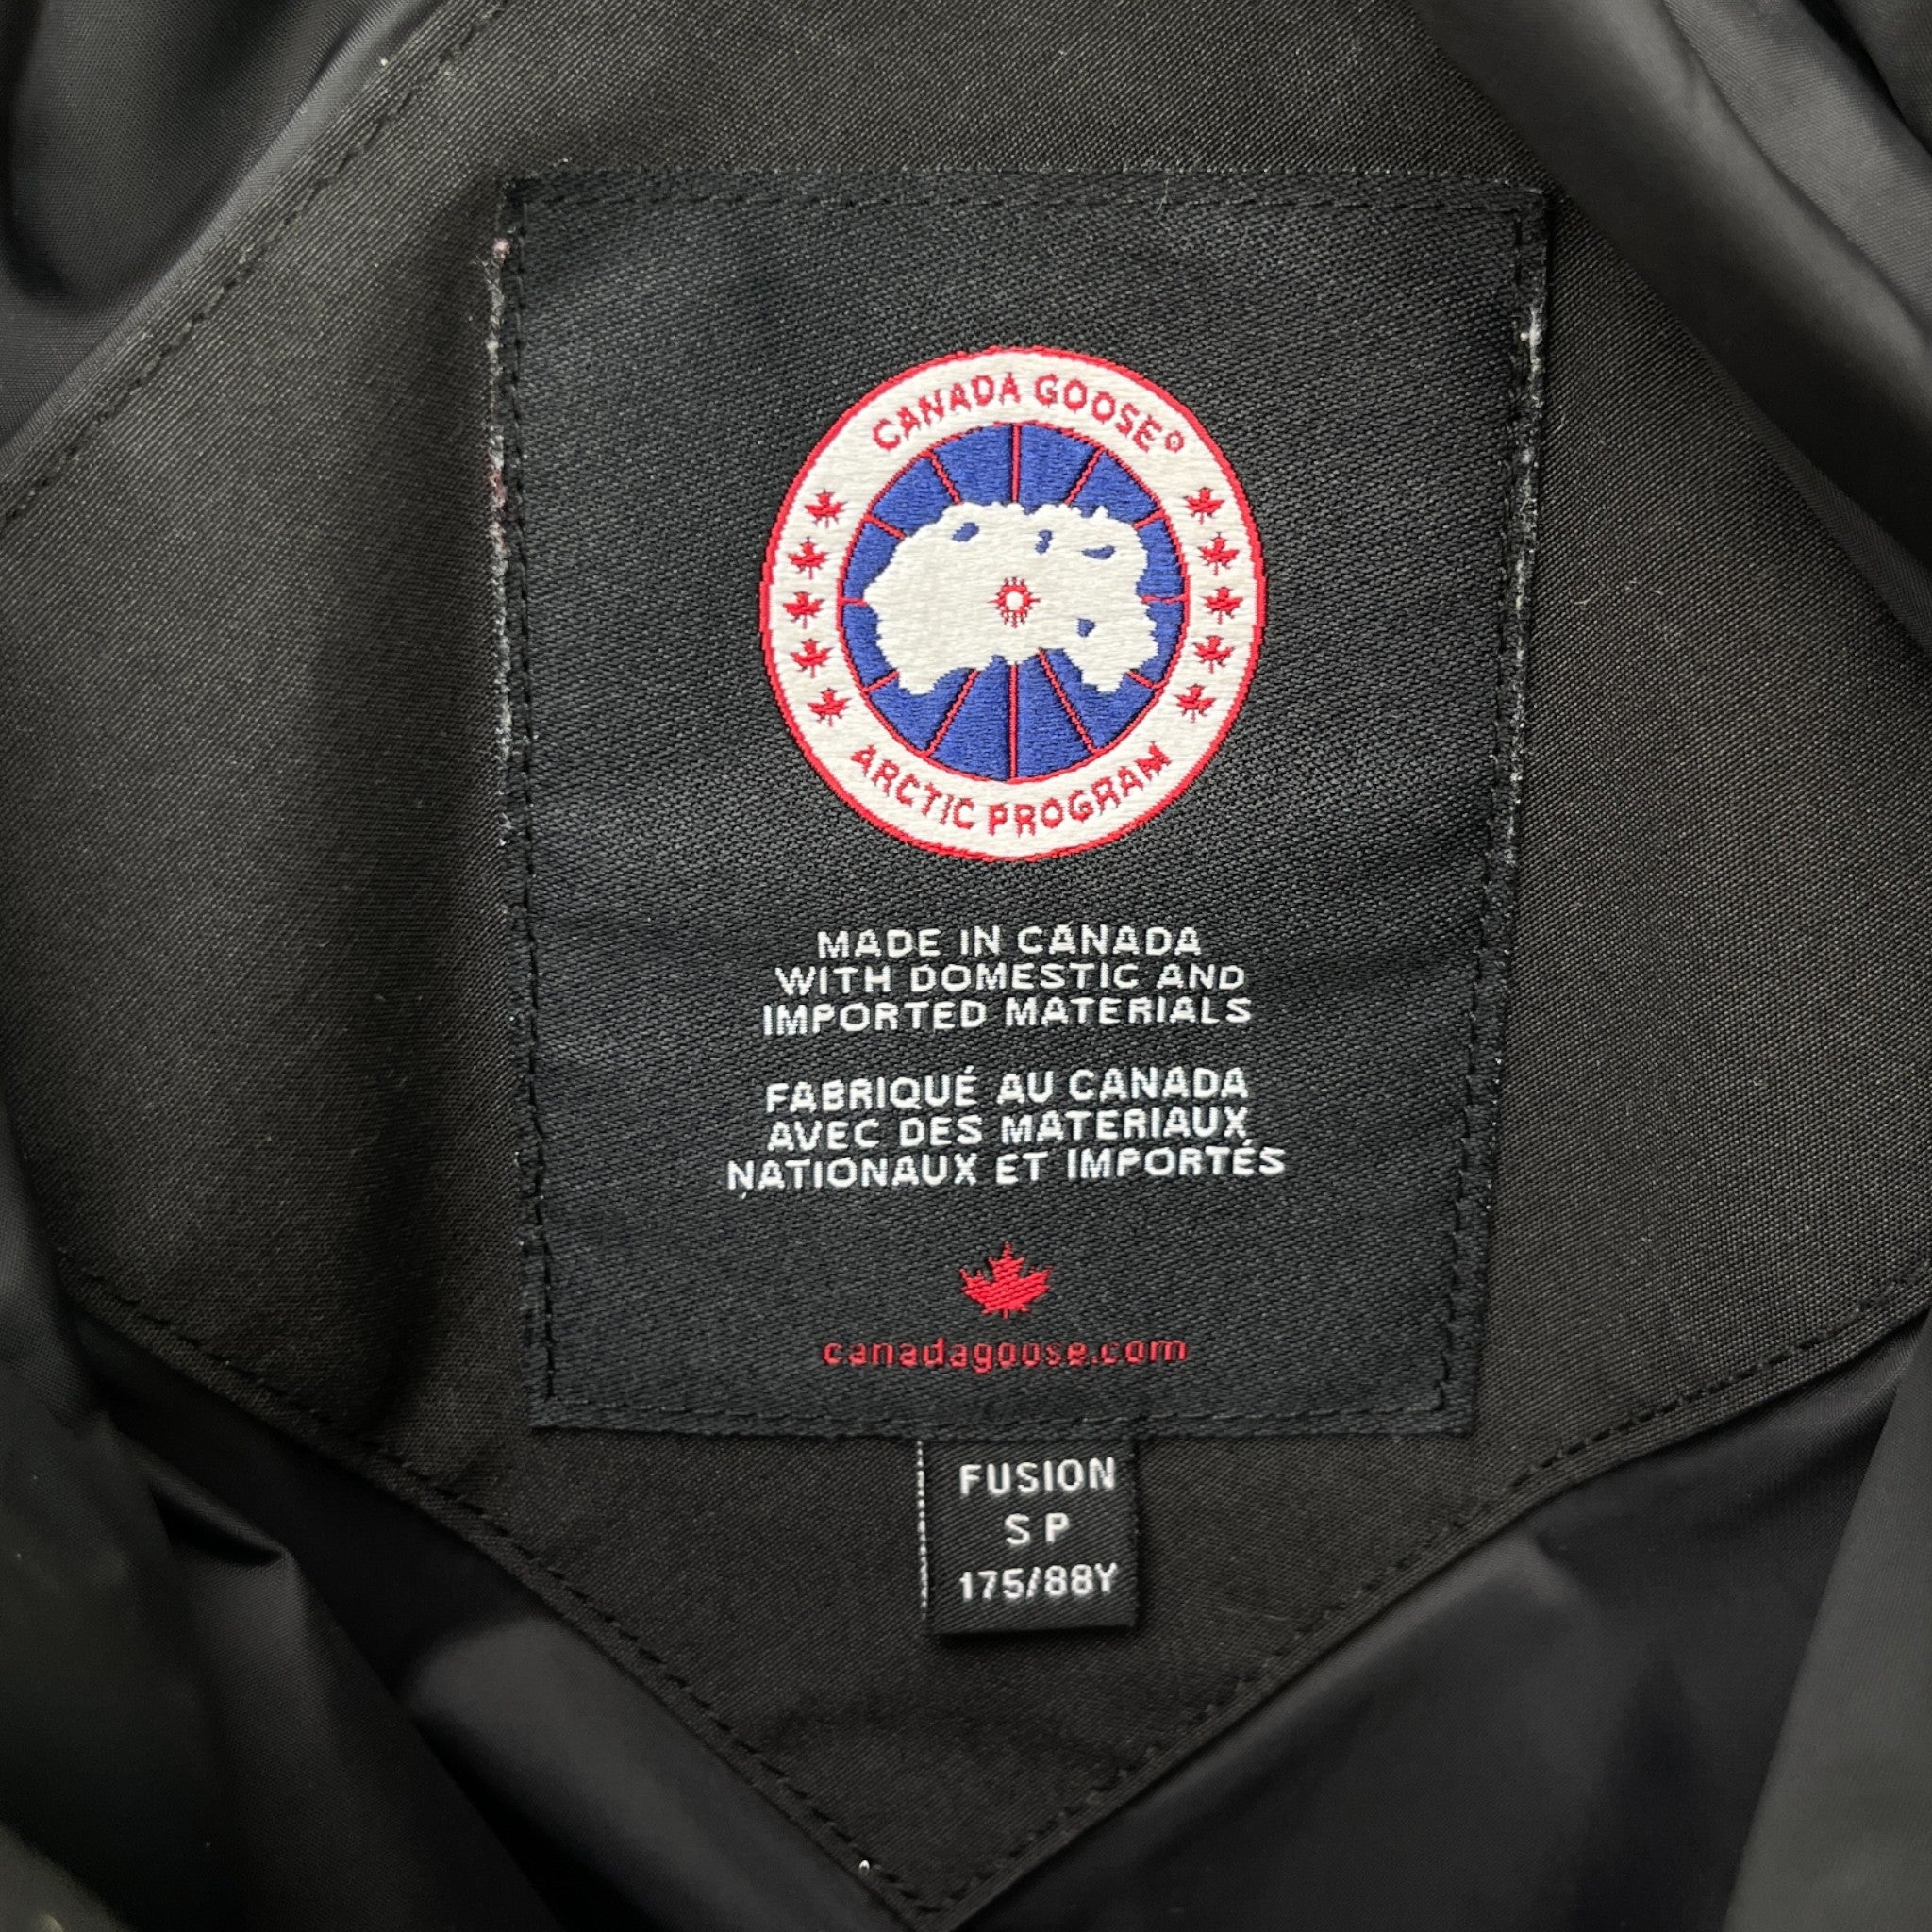 CANADA GOOSE®
ARCTIC PROGRAM
MADE IN CANADA
WITH DOMESTIC AND
IMPORTED MATERIALS
FABRIQUÉ AU CANADA
AVEC DES MATERIAUX
NATIONAUX ET IMPORTÉS
canadagoose.com
FUSION
S P
175/88Y